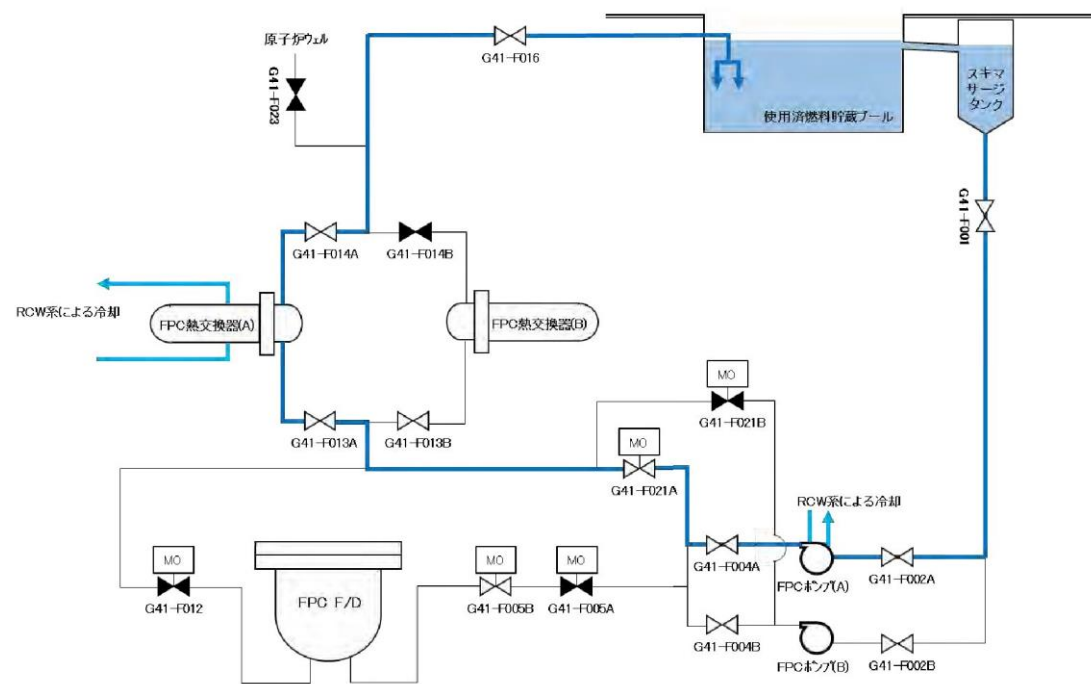 原子炉ウェル
G41-F023
G41-F016
スキマ
サージ
タンク
使用済燃料貯蔵プール
G41-F001
G41-F014A
G41-F014B
RCW系による冷却
FPC熱交換器(A)
FPC熱交換器(B)
MO
G41-F021B
G41-F013A
G41-F013B
MO
G41-F021A
RCW系による冷却
G41-F004A
FPCポンプ(A)
G41-F002A
MO
G41-F012
FPC F/D
MO
G41-F005B
MO
G41-F005A
G41-F004B
FPCポンプ(B)
G41-F002B